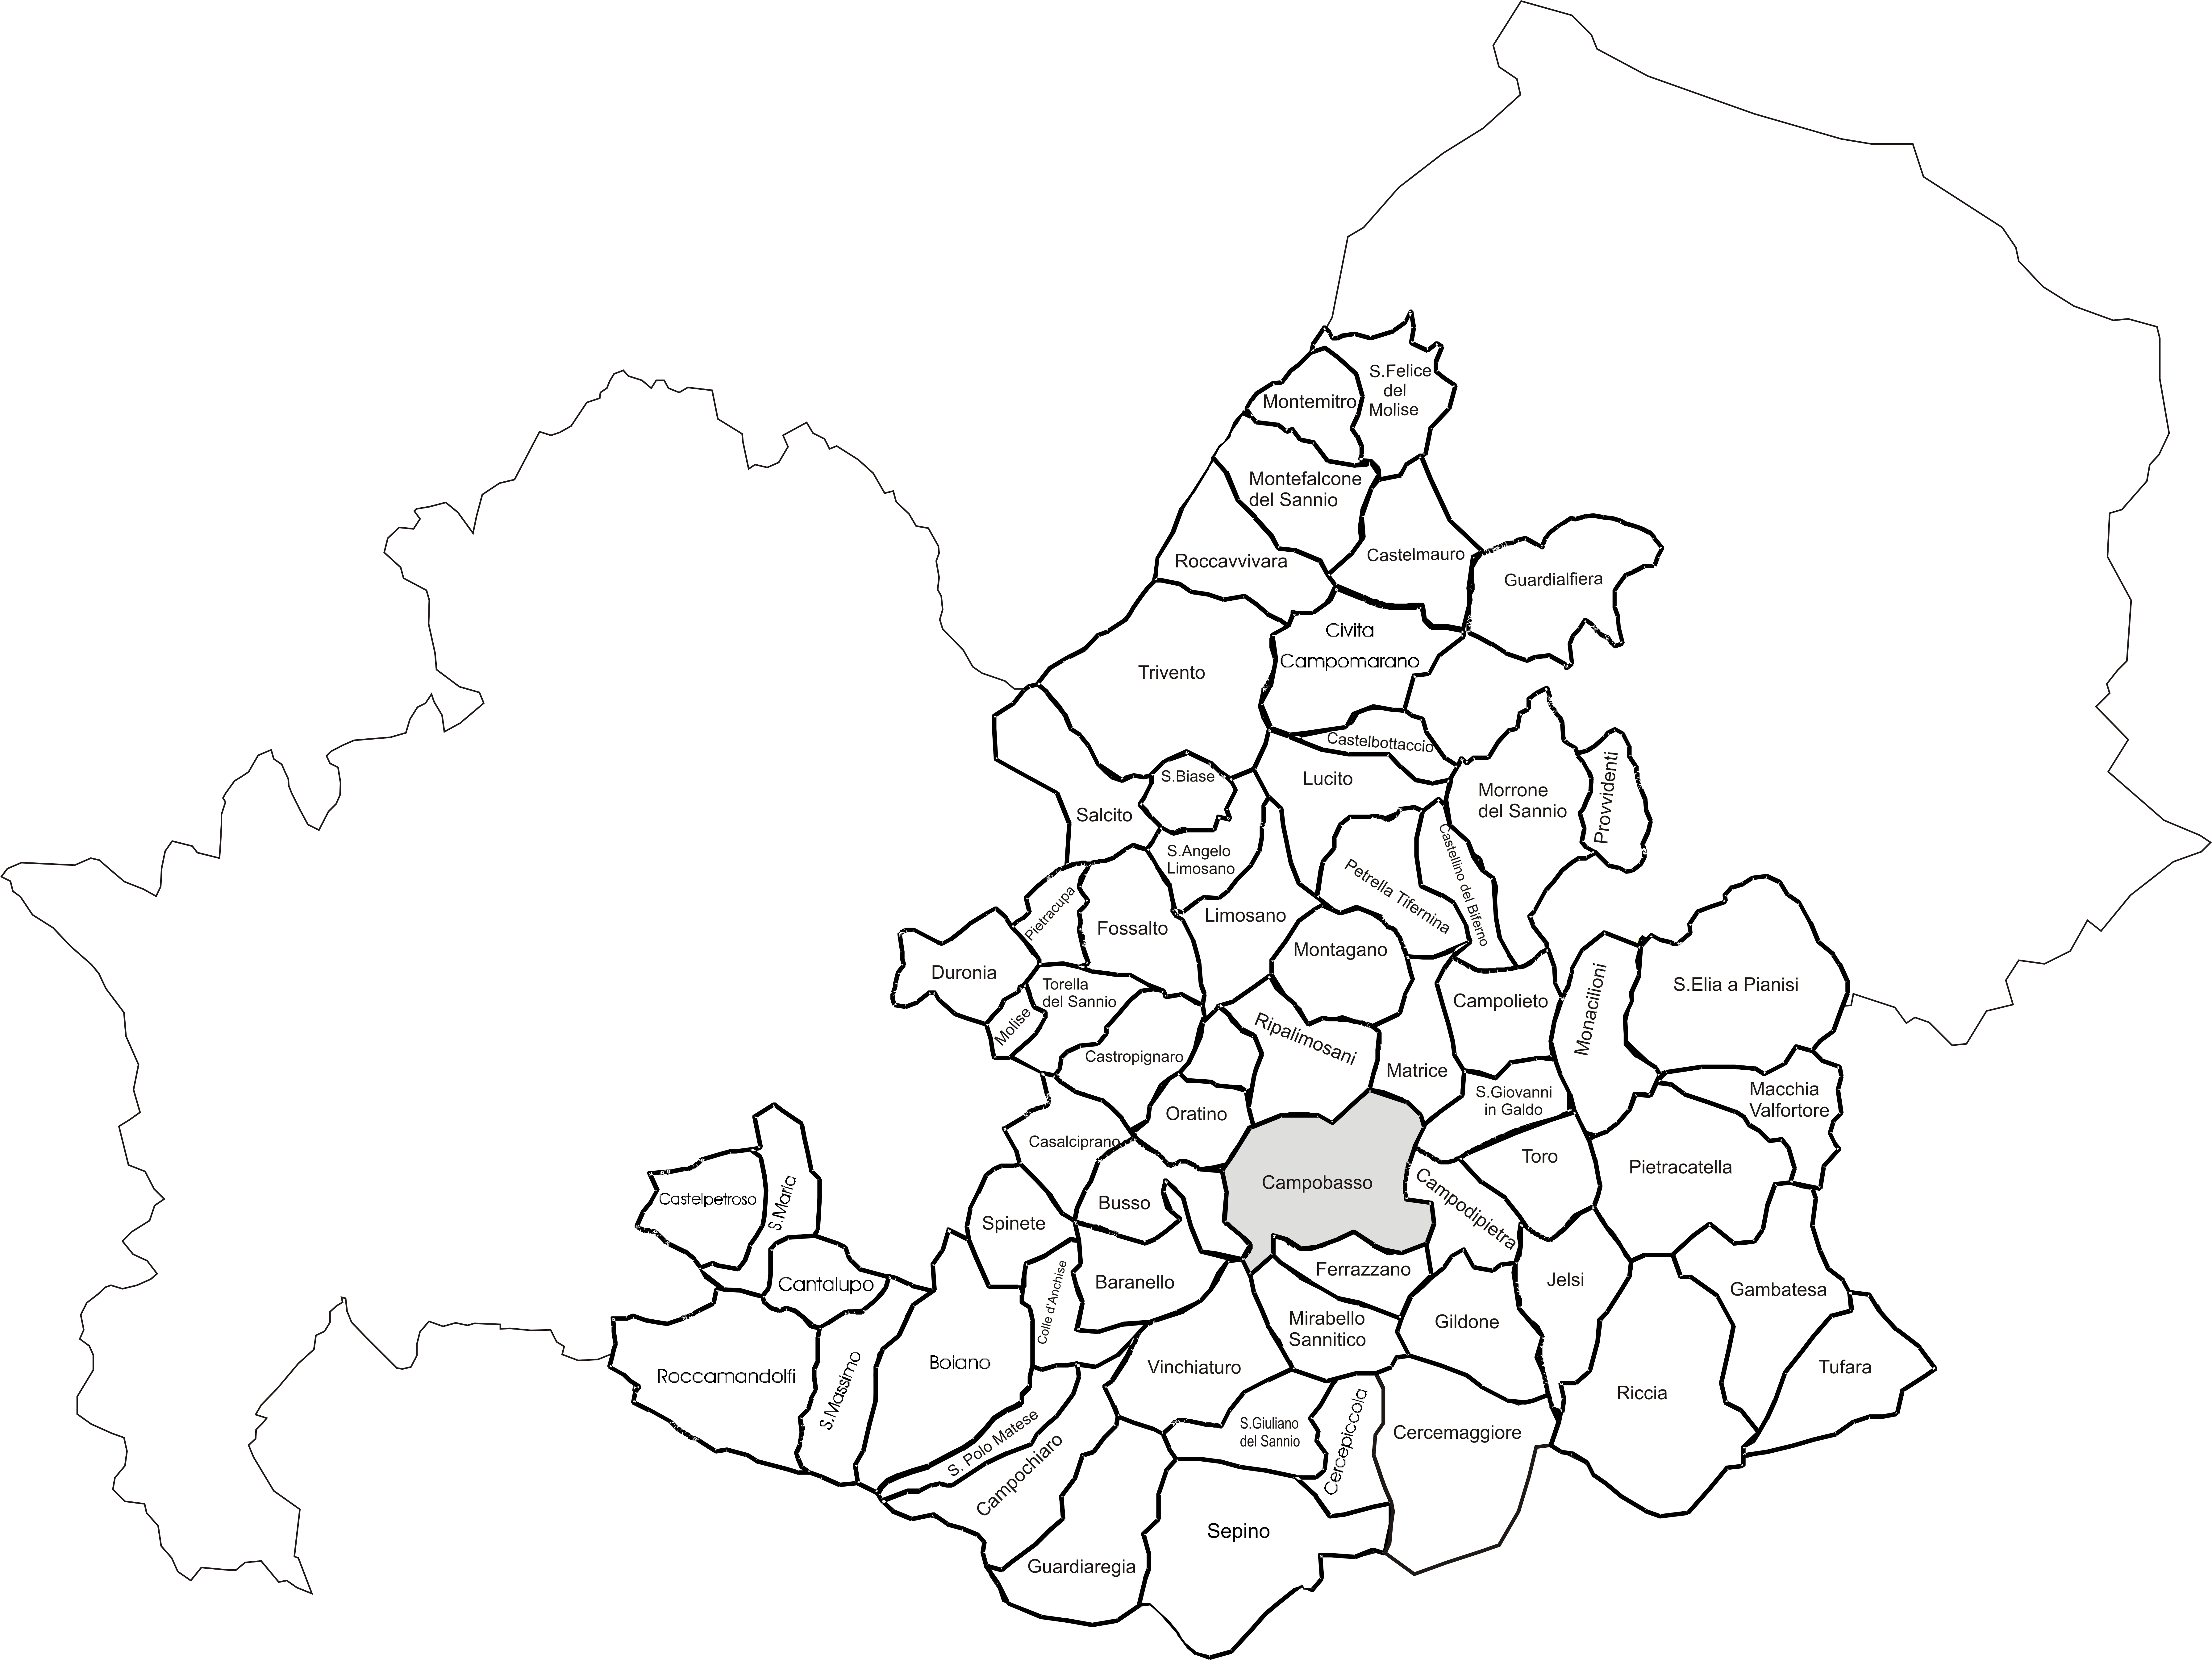 S.Felice
del
Molise
Montemitro
Montefalcone
del Sannio
Roccavvivara
Castelmauro
Guardialfiera
Civita
Campomarano
Trivento
Castelbottaccio
S.Biase
Lucito
Morrone
del Sannio
Provvidenti
Salcito
S.Angelo
Limosano
Petrella Tifernina
Castellino del Biferno
Pietracupa
Fossalto
Limosano
Montagano
Duronia
Torella
del Sannio
Molise
Campolieto
Monacilioni
S.Elia a Pianisi
Castropignaro
Ripalimosani
Matrice
S.Giovanni
in Galdo
Macchia
Valfortore
Oratino
Casalciprano
Toro
Pietracatella
Campobasso
Campodipietra
Castelpetroso
S.Maria
Busso
Spinete
Cantalupo
Colle d'Anchise
Baranello
Ferrazzano
Jelsi
Gambatesa
Mirabello
Sannitico
Gildone
Roccamandolfi
S.Massimo
Boiano
Vinchiaturo
Tufara
Riccia
S. Polo Matese
Campochiaro
S.Giuliano
del Sannio
Cercepiccola
Cercemaggiore
Sepino
Guardiaregia